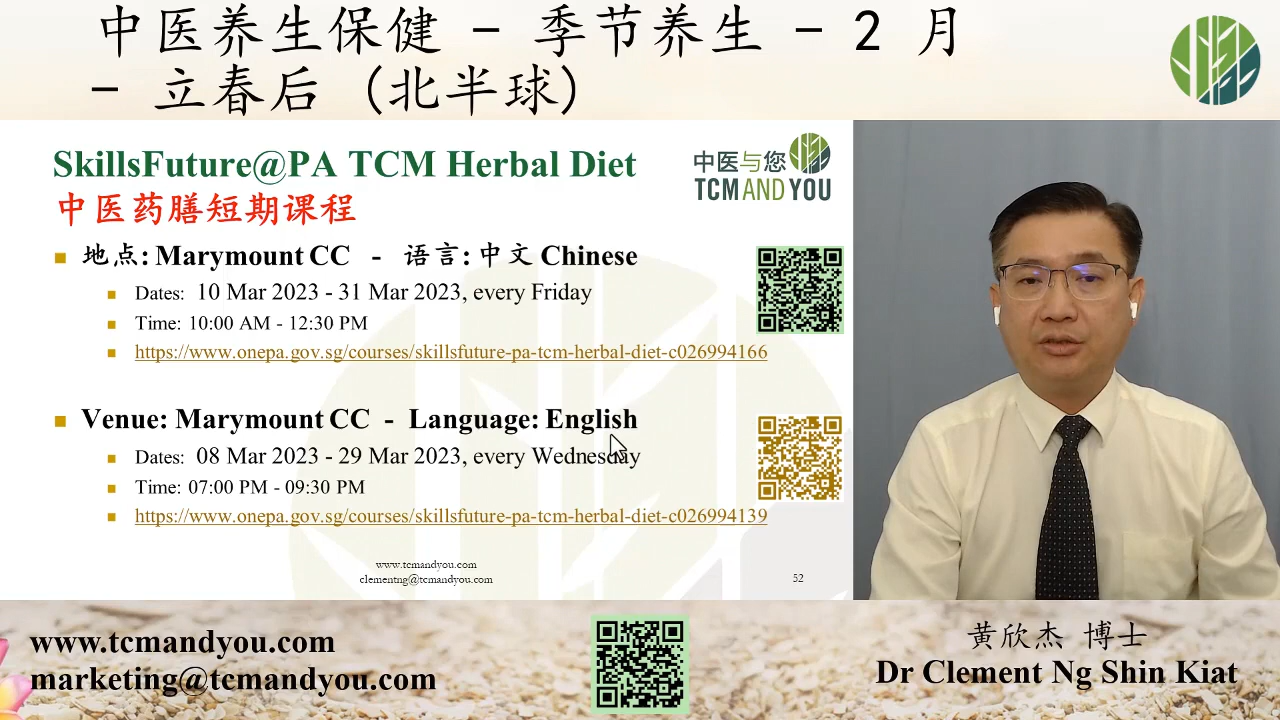 中医养生保健 – 季节养生 – 2 月
– 立春后 (北半球)
SkillsFuture@PA TCM Herbal Diet
中医药膳短期课程
中医与您
TCM AND YOU
地点: Marymount CC - 语言: 中文 Chinese
Dates: 10 Mar 2023 - 31 Mar 2023, every Friday
Time: 10:00 AM - 12:30 PM
https://www.onepa.gov.sg/courses/skillsfuture-pa-tcm-herbal-diet-c026994166
Venue: Marymount CC - Language: English
Dates: 08 Mar 2023 - 29 Mar 2023, every Wednesday
Time: 07:00 PM - 09:30 PM
https://www.onepa.gov.sg/courses/skillsfuture-pa-tcm-herbal-diet-c026994139
www.tcmandyou.com
clementng@tcmandyou.com
52
www.tcmandyou.com
marketing@tcmandyou.com
黄欣杰 博士
Dr Clement Ng Shin Kiat